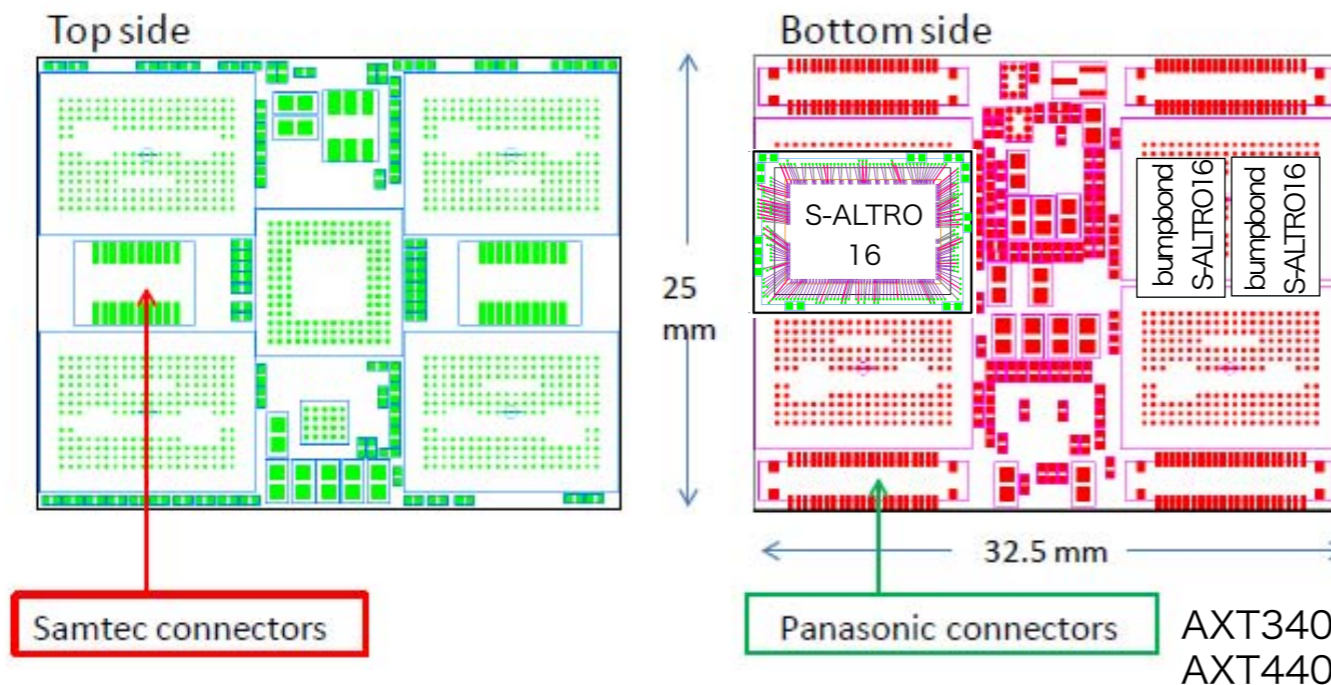 Top side
Bottom side
S-ALTRO
16
bumpbond
S-ALTRO16
bumpbond
S-ALTRO16
25
mm
32.5 mm
Samtec connectors
Panasonic connectors
AXT340
AXT440